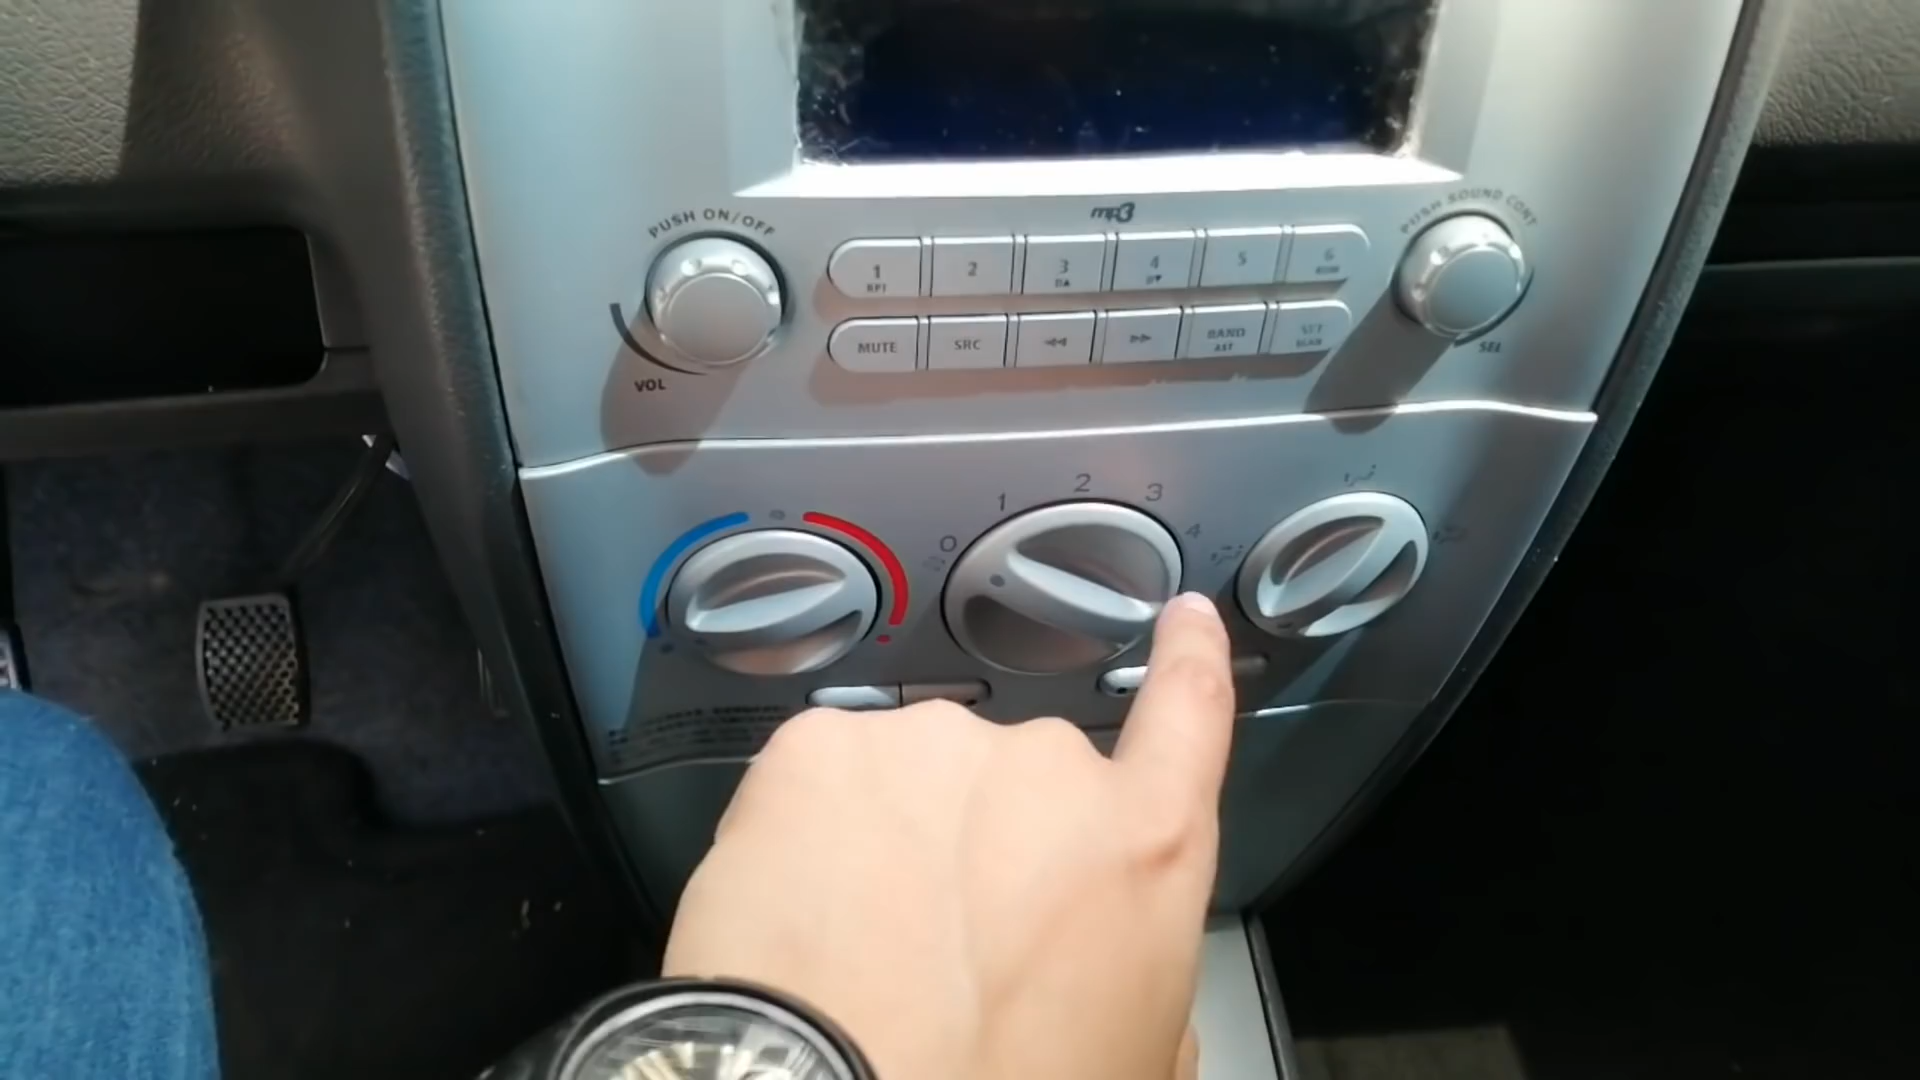 PUSH ON/OFF
mp3
PUSH SOUND CONT
1 2 3 4 5 6
RPT
MUTE SRC BAND
AST
VOL
SEL
0 1 2 3 4